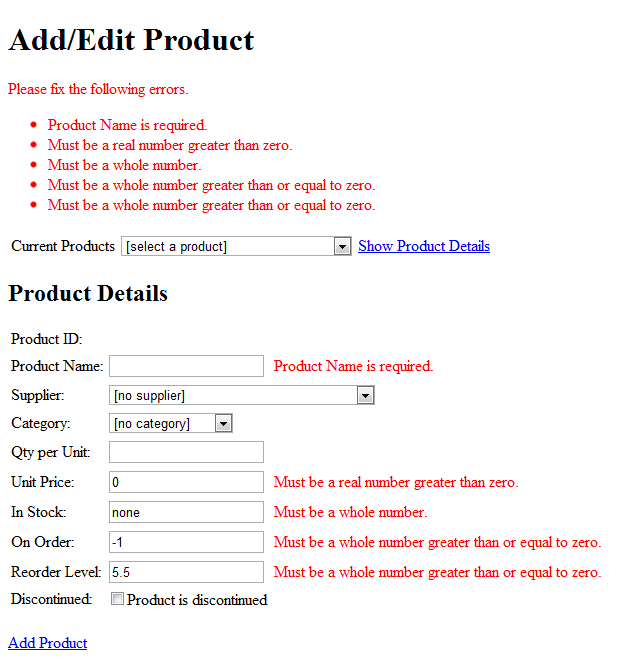 Add/Edit Product
Please fix the following errors.
Product Name is required.
Must be a real number greater than zero.
Must be a whole number.
Must be a whole number greater than or equal to zero.
Must be a whole number greater than or equal to zero.
Current Products [select a product] Show Product Details
Product Details
Product ID:
Product Name: Product Name is required.
Supplier: [no supplier]
Category: [no category]
Qty per Unit:
Unit Price: 0 Must be a real number greater than zero.
In Stock: none Must be a whole number.
On Order: -1 Must be a whole number greater than or equal to zero.
Reorder Level: 5.5 Must be a whole number greater than or equal to zero.
Discontinued: Product is discontinued
Add Product